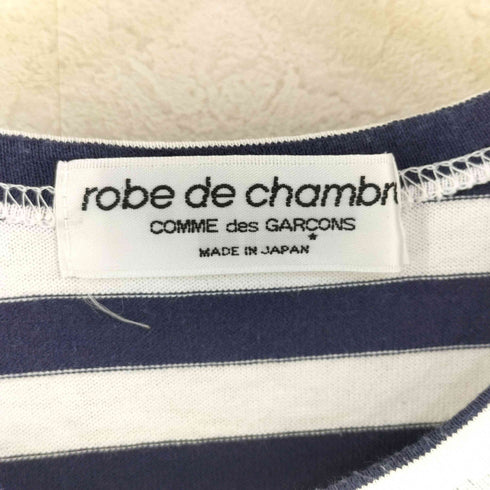 robe de chambr
COMME des GARÇONS
MADE IN JAPAN